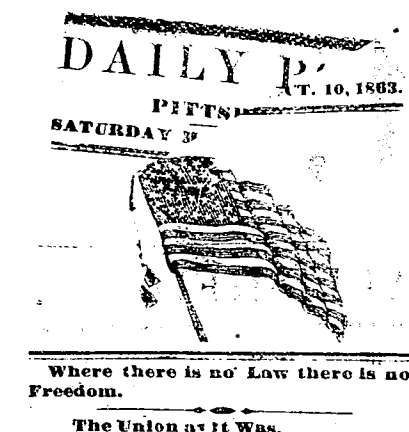 DAILY P
T. 10, 1863.
PITTS
SATURDAY
Where there is no Law there is no
Freedom.
The Union as It Was.